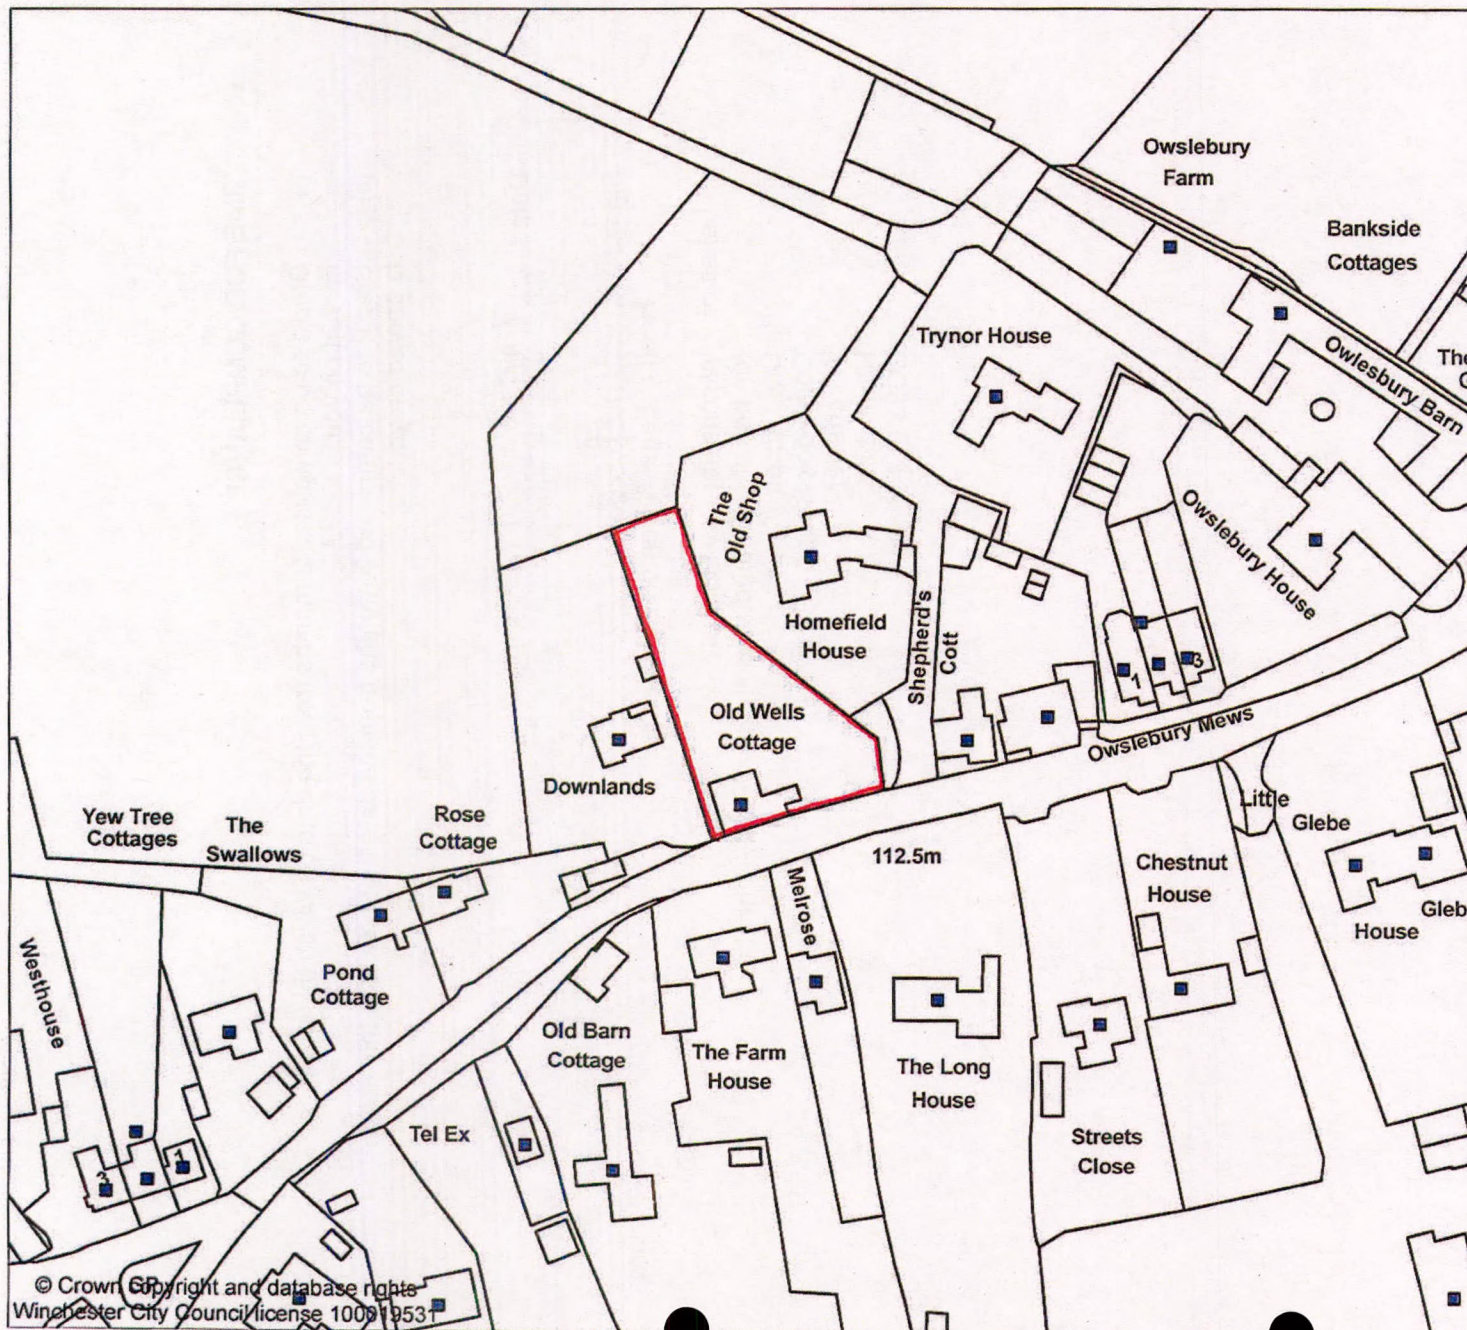 Owslebury
Farm
Bankside
Cottages
Trynor House
Owlesbury Barn
The
The
Old Shop
Owslebury House
Homefield
House
Shepherd's
Cott
1
3
Old Wells
Cottage
Owslebury Mews
Downlands
Yew Tree
Cottages
The
Swallows
Rose
Cottage
Little
Glebe
112.5m
Chestnut
House
Melrose
House
Gleb
Westhouse
Pond
Cottage
Old Barn
Cottage
The Farm
House
The Long
House
Tel Ex
Streets
Close
3
1
GP
© Crown Copyright and database rights
Winchester City Council license 100019531